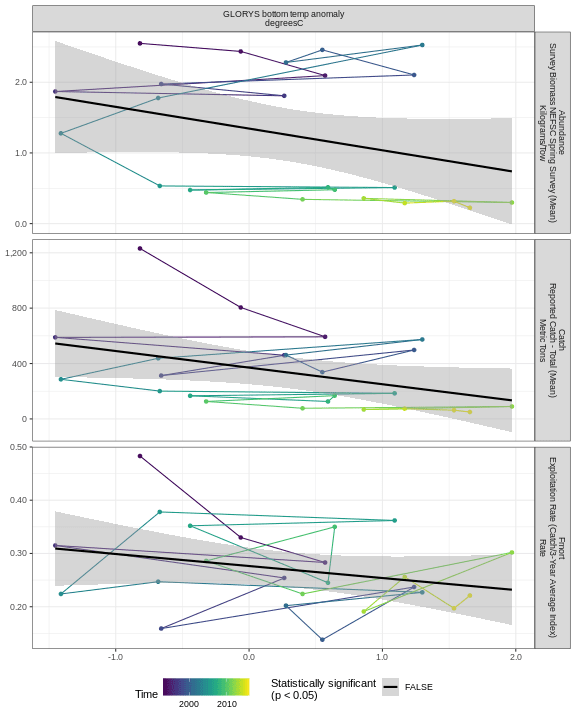 GLORYS bottom temp anomaly
degreesC
2.0
1.0
0.0
Abundance
Survey Biomass NEFSC Spring Survey (Mean)
Kilograms/Tow
1,200
800
400
0
Catch
Reported Catch - Total (Mean)
Metric Tons
0.50
0.40
0.30
0.20
Fmort
Exploitation Rate (Catch/3-Year Average Index)
Rate
-1.0
0.0
1.0
2.0
Time
2000
2010
Statistically significant
(p < 0.05)
FALSE